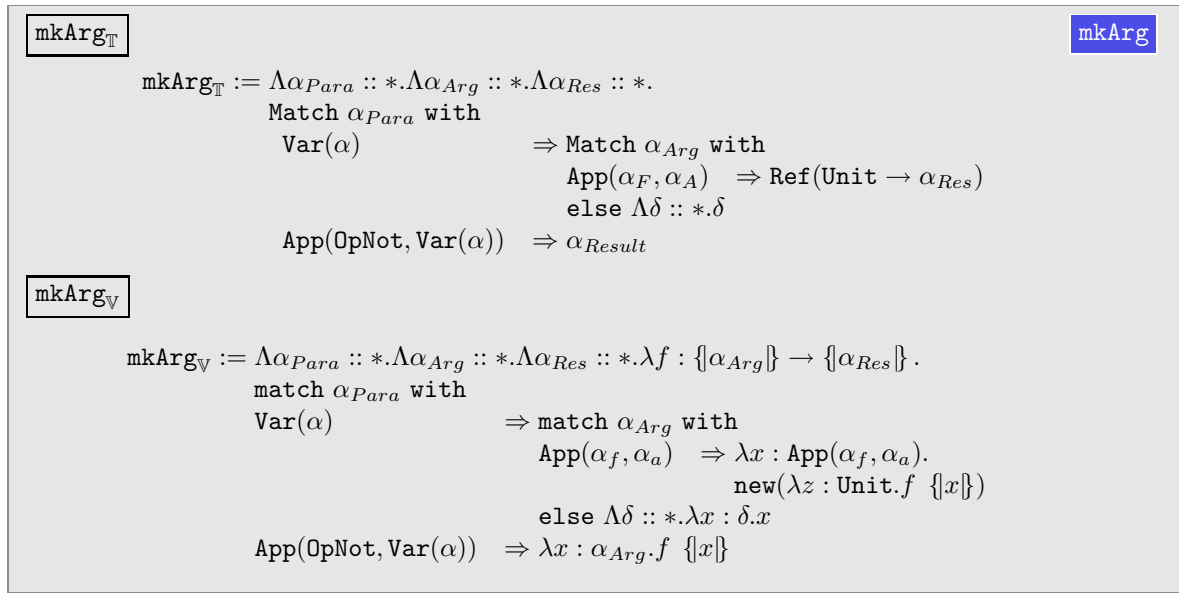 mkArg_𝕋 mkArg
mkArg_𝕋 := Λα_Para :: ∗.Λα_Arg :: ∗.Λα_Res :: ∗.
Match α_Para with
Var(α) ⇒ Match α_Arg with
App(α_F, α_A) ⇒ Ref(Unit → α_Res)
else Λδ :: ∗.δ
App(OpNot, Var(α)) ⇒ α_Result
mkArg_𝕍
mkArg_𝕍 := Λα_Para :: ∗.Λα_Arg :: ∗.Λα_Res :: ∗.λf : {|α_Arg|} → {|α_Res|}.
match α_Para with
Var(α) ⇒ match α_Arg with
App(α_f, α_a) ⇒ λx : App(α_f, α_a).
new(λz : Unit.f {|x|})
else Λδ :: ∗.λx : δ.x
App(OpNot, Var(α)) ⇒ λx : α_Arg.f {|x|}